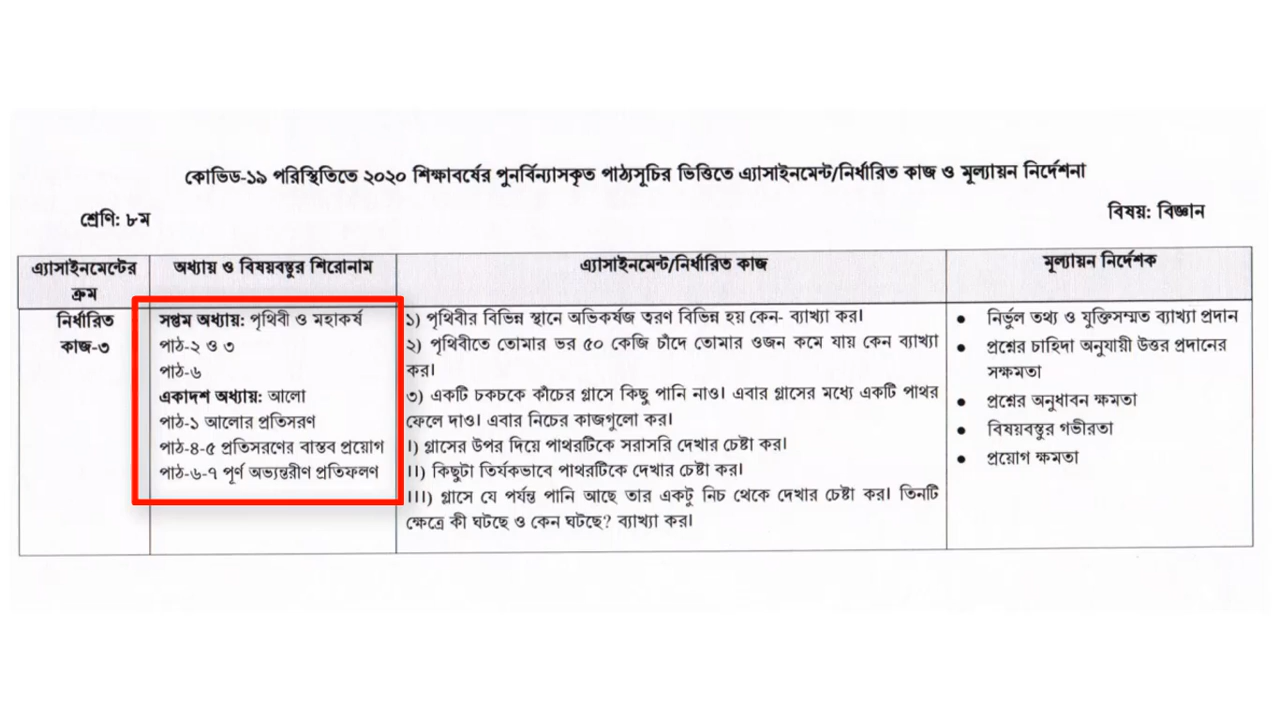 কোভিড-১৯ পরিস্থিতিতে ২০২০ শিক্ষাবর্ষের পুনর্বিন্যাসকৃত পাঠ্যসূচির ভিত্তিতে এ্যাসাইনমেন্ট/নির্ধারিত কাজ ও মূল্যায়ন নির্দেশনা
শ্রেণি: ৮ম
বিষয়: বিজ্ঞান
এ্যাসাইনমেন্টের
ক্রম
অধ্যায় ও বিষয়বস্তুর শিরোনাম
এ্যাসাইনমেন্ট/নির্ধারিত কাজ
মূল্যায়ন নির্দেশক
নির্ধারিত
কাজ-৩
সপ্তম অধ্যায়: পৃথিবী ও মহাকর্ষ
পাঠ-২ ও ৩
পাঠ-৬
একাদশ অধ্যায়: আলো
পাঠ-১ আলোর প্রতিসরণ
পাঠ-৪-৫ প্রতিসরণের বাস্তব প্রয়োগ
পাঠ-৬-৭ পূর্ণ অভ্যন্তরীণ প্রতিফলণ
১) পৃথিবীর বিভিন্ন স্থানে অভিকর্ষজ ত্বরণ বিভিন্ন হয় কেন- ব্যাখ্যা কর।
২) পৃথিবীতে তোমার ভর ৫০ কেজি চাঁদে তোমার ওজন কমে যায় কেন ব্যাখ্যা
কর।
৩) একটি চকচকে কাঁচের গ্লাসে কিছু পানি নাও। এবার গ্লাসের মধ্যে একটি পাথর
ফেলে দাও। এবার নিচের কাজগুলো কর।
I) গ্লাসের উপর দিয়ে পাথরটিকে সরাসরি দেখার চেষ্টা কর।
II) কিছুটা তির্যকভাবে পাথরটিকে দেখার চেষ্টা কর।
III) গ্লাসে যে পর্যন্ত পানি আছে তার একটু নিচ থেকে দেখার চেষ্টা কর। তিনটি
ক্ষেত্রে কী ঘটছে ও কেন ঘটছে? ব্যাখ্যা কর।
• নির্ভুল তথ্য ও যুক্তিসম্মত ব্যাখ্যা প্রদান
• প্রশ্নের চাহিদা অনুযায়ী উত্তর প্রদানের
সক্ষমতা
• প্রশ্নের অনুধাবন ক্ষমতা
• বিষয়বস্তুর গভীরতা
• প্রয়োগ ক্ষমতা